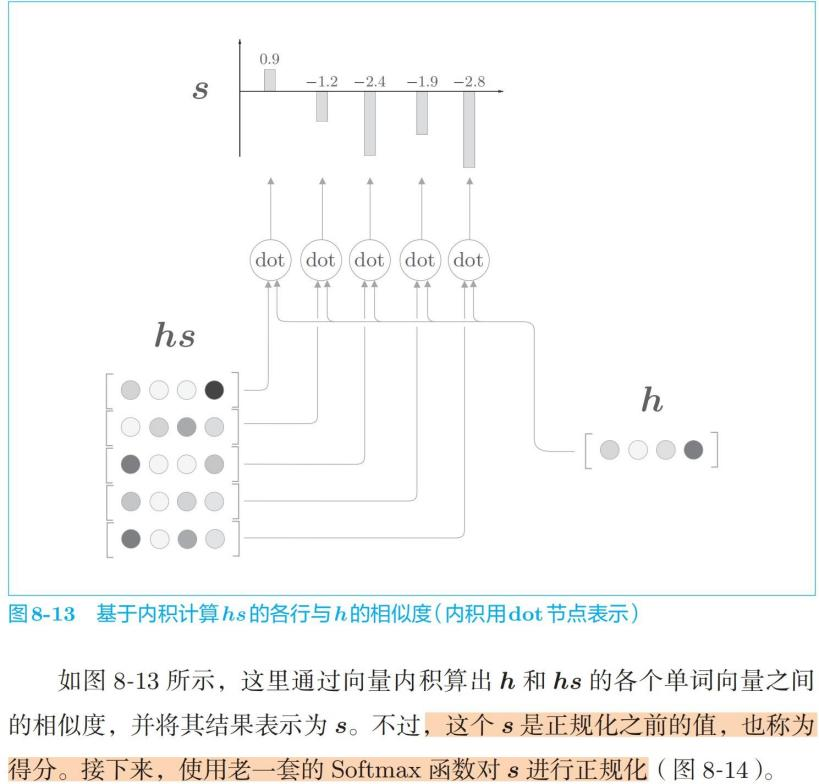 0.9
−1.2 −2.4 −1.9 −2.8
s
dot dot dot dot dot
hs
h
图8-13 基于内积计算hs的各行与h的相似度(内积用dot节点表示)
如图 8-13 所示，这里通过向量内积算出 h 和 hs 的各个单词向量之间
的相似度，并将其结果表示为 s。不过，这个 s 是正规化之前的值，也称为
得分。接下来，使用老一套的 Softmax 函数对 s 进行正规化（图 8-14）。